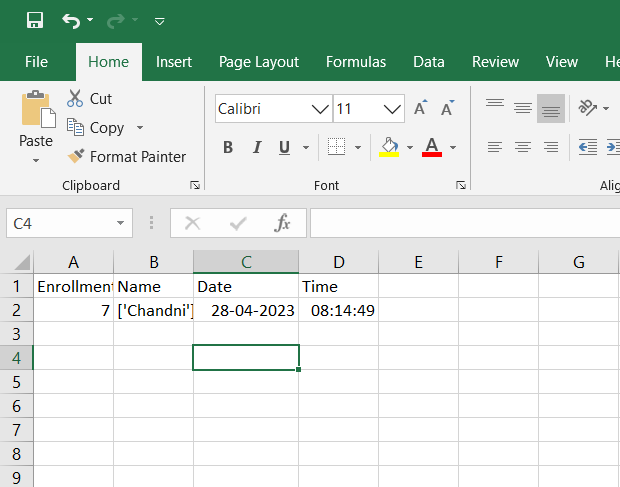 File Home Insert Page Layout Formulas Data Review View He
Cut
Copy
Format Painter
Paste
Clipboard
Calibri 11 A A
B I U A
Font
Alig
C4 fx
A B C D E F G
1 Enrollment Name Date Time
2 7 ['Chandni'] 28-04-2023 08:14:49
3
4
5
6
7
8
9